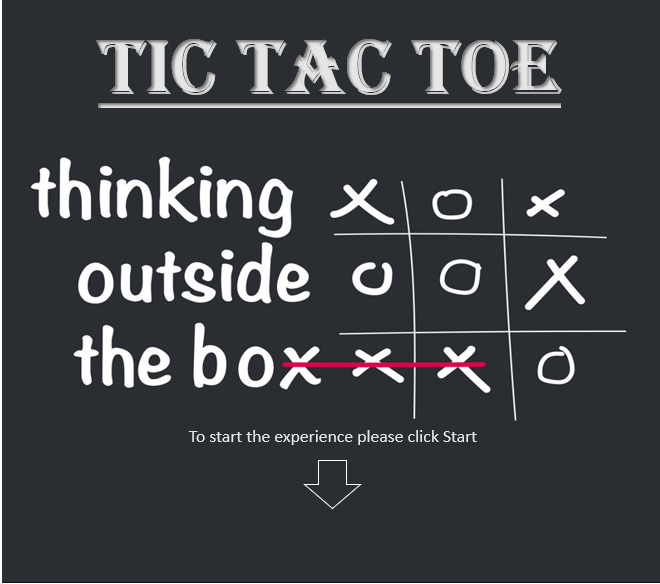 TIC TAC TOE
thinking X O X
outside O O X
the box X X O
To start the experience please click Start